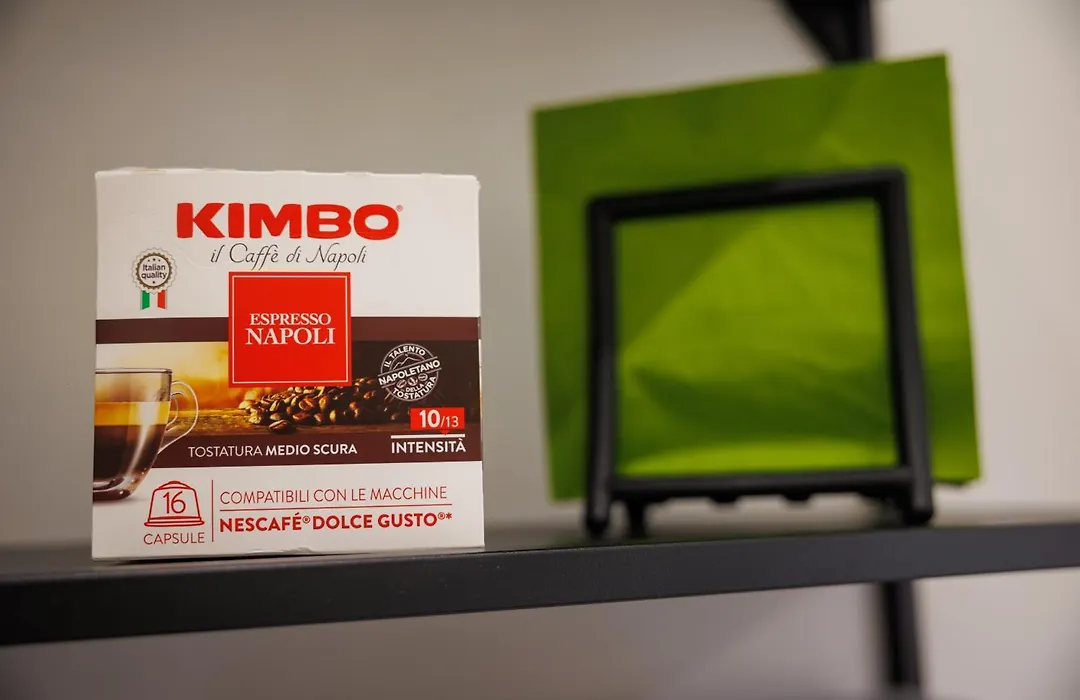 KIMBO®
il Caffè di Napoli
Italian
quality
ESPRESSO
NAPOLI
IL TALENTO
NAPOLETANO
DELLA
TOSTATURA
10/13
INTENSITÀ
TOSTATURA MEDIO SCURA
16
CAPSULE
COMPATIBILI CON LE MACCHINE
NESCAFÉ® DOLCE GUSTO®*